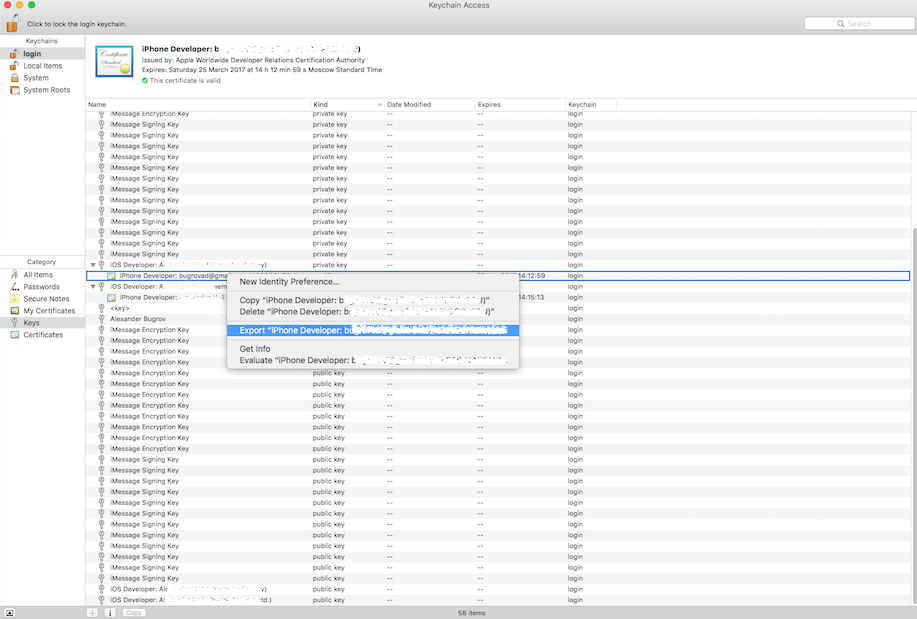 Keychain Access
Click to lock the login keychain.
Search
Keychains
login
Local Items
System
System Roots
Certificate
Standard
iPhone Developer: b
Issued by: Apple Worldwide Developer Relations Certification Authority
Expires: Saturday 25 March 2017 at 14 h 12 min 59 s Moscow Standard Time
This certificate is valid
Name Kind Date Modified Expires Keychain
iMessage Encryption Key private key -- -- login
iMessage Signing Key private key -- -- login
iMessage Signing Key private key -- -- login
iMessage Signing Key private key -- -- login
iMessage Signing Key private key -- -- login
iMessage Signing Key private key -- -- login
iMessage Signing Key private key -- -- login
iMessage Signing Key private key -- -- login
iMessage Signing Key private key -- -- login
iMessage Signing Key private key -- -- login
iMessage Signing Key private key -- -- login
iMessage Signing Key private key -- -- login
iMessage Signing Key private key -- -- login
iMessage Signing Key private key -- -- login
iOS Developer: A private key -- -- login
iPhone Developer: bugrovad@gma 14:12:59 login
iOS Developer: A login
iPhone Developer: 14:15:13 login
<key> login
Alexander Bugrov login
iMessage Encryption Key login
iMessage Encryption Key login
iMessage Encryption Key login
iMessage Encryption Key login
iMessage Encryption Key public key -- -- login
iMessage Encryption Key public key -- -- login
iMessage Encryption Key public key -- -- login
iMessage Encryption Key public key -- -- login
iMessage Encryption Key public key -- -- login
iMessage Encryption Key public key -- -- login
iMessage Encryption Key public key -- -- login
iMessage Encryption Key public key -- -- login
iMessage Signing Key public key -- -- login
iMessage Signing Key public key -- -- login
iMessage Signing Key public key -- -- login
iMessage Signing Key public key -- -- login
iMessage Signing Key public key -- -- login
iMessage Signing Key public key -- -- login
iMessage Signing Key public key -- -- login
iMessage Signing Key public key -- -- login
iMessage Signing Key public key -- -- login
iMessage Signing Key public key -- -- login
iMessage Signing Key public key -- -- login
iMessage Signing Key public key -- -- login
iOS Developer: Al public key -- -- login
iOS Developer: Al td.) public key -- -- login
New Identity Preference...
Copy “iPhone Developer: b
Delete “iPhone Developer: b
Export “iPhone Developer: bu
Get Info
Evaluate “iPhone Developer: b
Category
All Items
Passwords
Secure Notes
My Certificates
Keys
Certificates
Copy
58 items